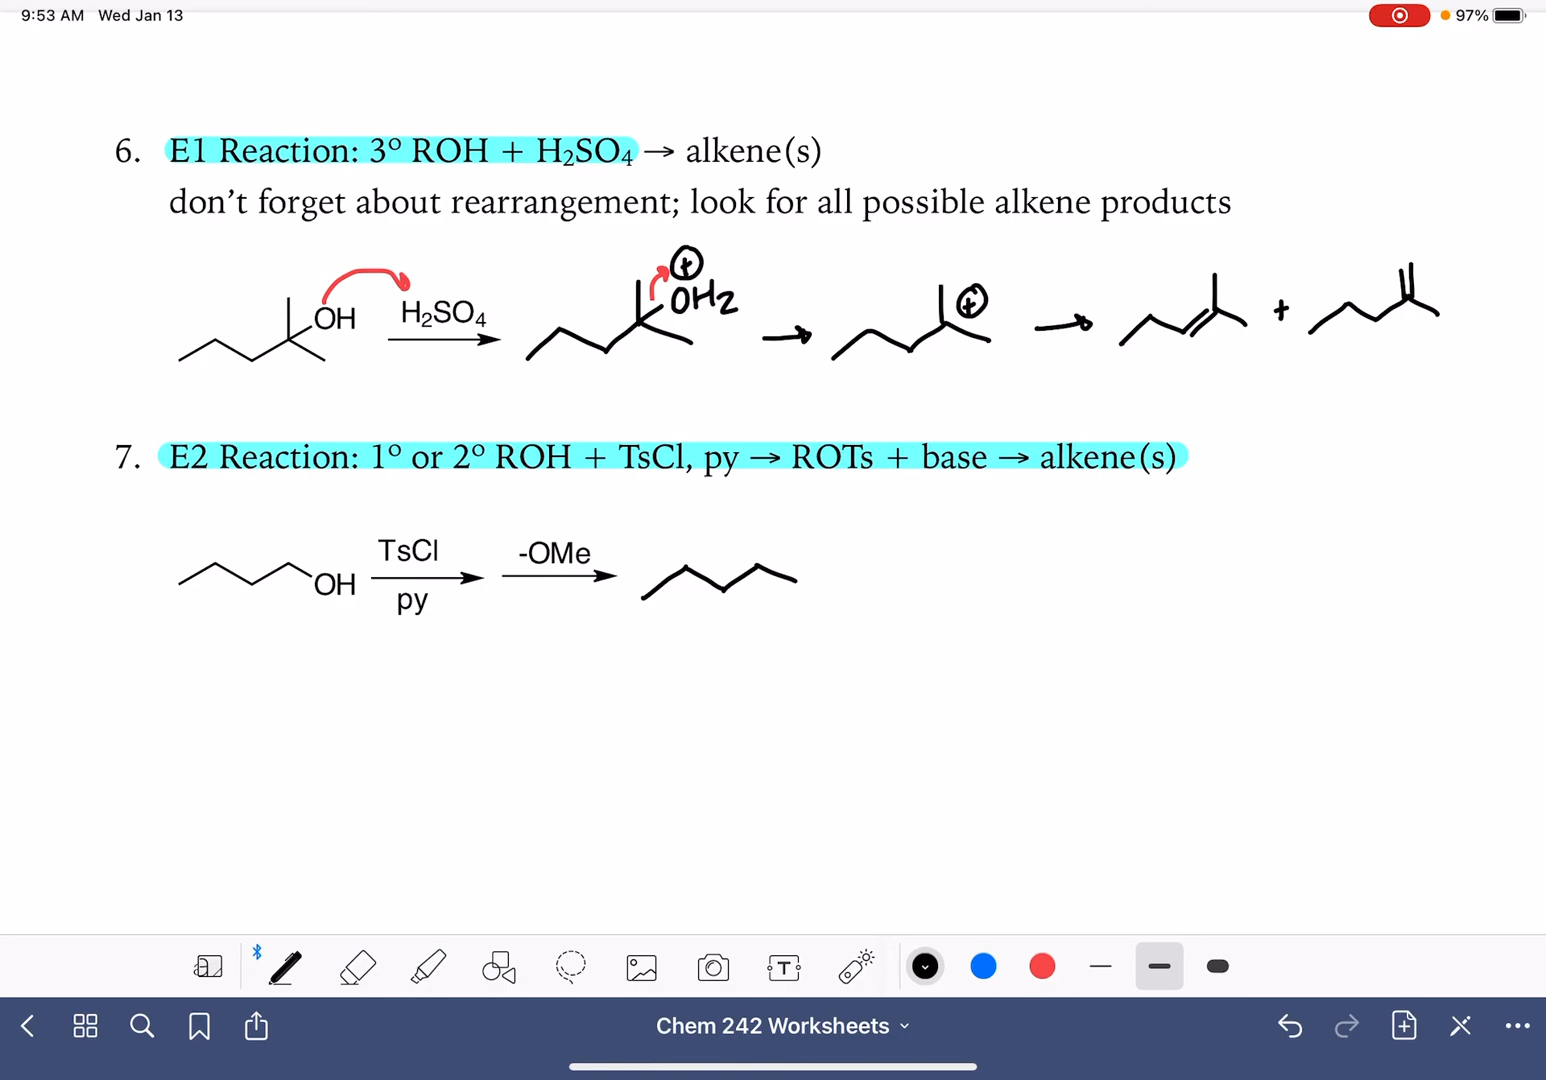 9:53 AM Wed Jan 13
97%
6. E1 Reaction: 3° ROH + H₂SO₄ → alkene(s)
don't forget about rearrangement; look for all possible alkene products
OH H₂SO₄ ⊕ OH2 ⊕ +
7. E2 Reaction: 1° or 2° ROH + TsCl, py → ROTs + base → alkene(s)
TsCl -OMe
OH
py
T
Chem 242 Worksheets